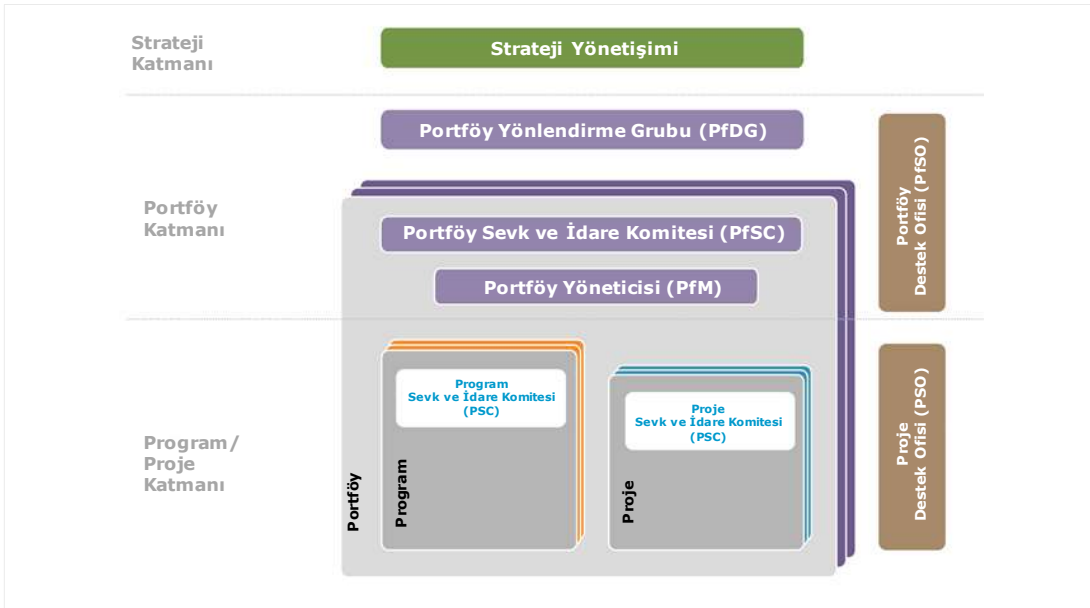 Strateji
Katmanı
Strateji Yönetişimi
Portföy Yönlendirme Grubu (PfDG)
Portföy
Katmanı
Portföy Sevk ve İdare Komitesi (PfSC)
Portföy Yöneticisi (PfM)
Portföy
Destek Ofisi (PfSO)
Program/
Proje
Katmanı
Portföy
Program
Program
Sevk ve İdare Komitesi
(PSC)
Proje
Proje
Sevk ve İdare Komitesi
(PSC)
Proje
Destek Ofisi (PSO)